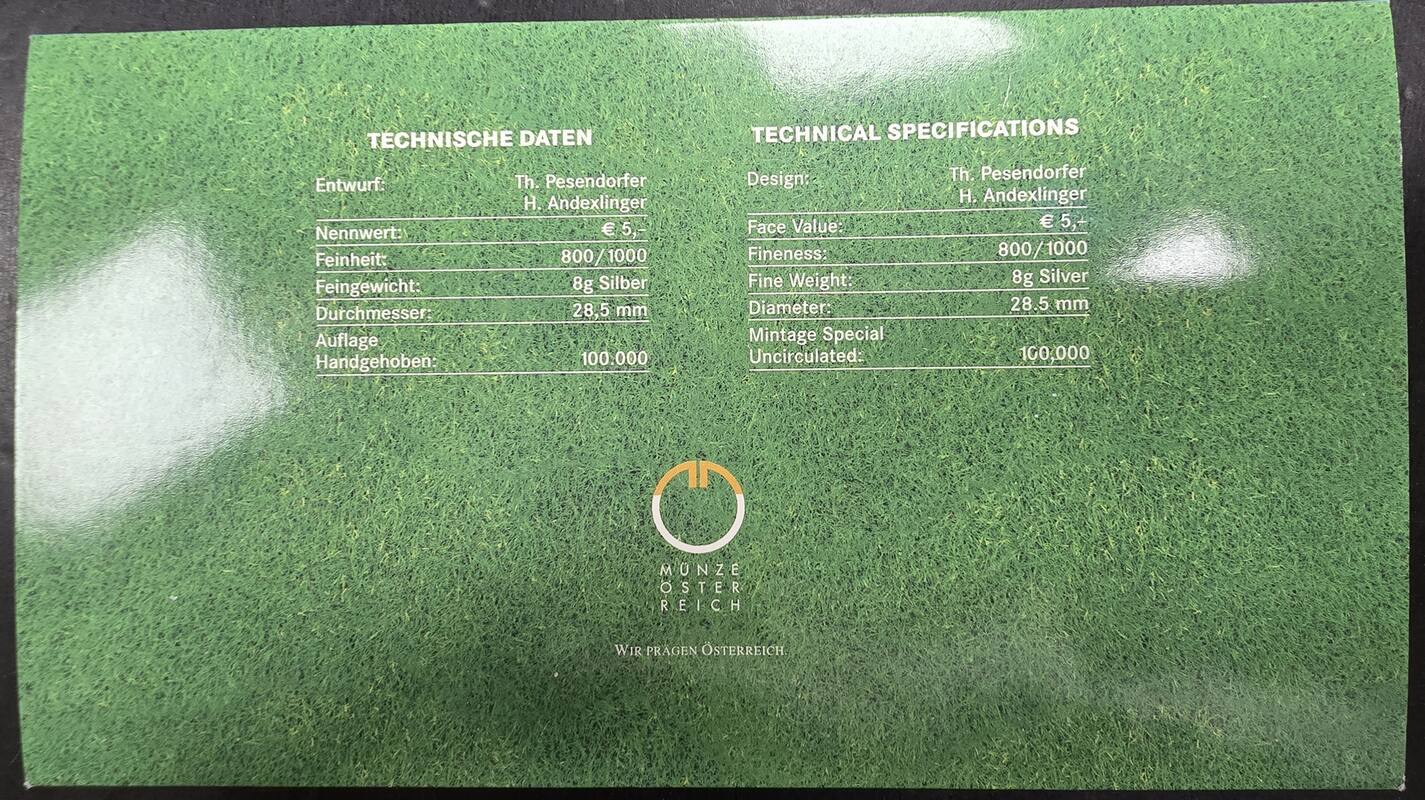 TECHNISCHE DATEN
Entwurf: Th. Pesendorfer
H. Andexlinger
Nennwert: € 5,–
Feinheit: 800/1000
Feingewicht: 8g Silber
Durchmesser: 28,5 mm
Auflage
Handgehoben: 100.000
TECHNICAL SPECIFICATIONS
Design: Th. Pesendorfer
H. Andexlinger
Face Value: € 5,–
Fineness: 800/1000
Fine Weight: 8g Silver
Diameter: 28.5 mm
Mintage Special
Uncirculated: 100,000
MÜNZE
ÖSTER
REICH
WIR PRÄGEN ÖSTERREICH.